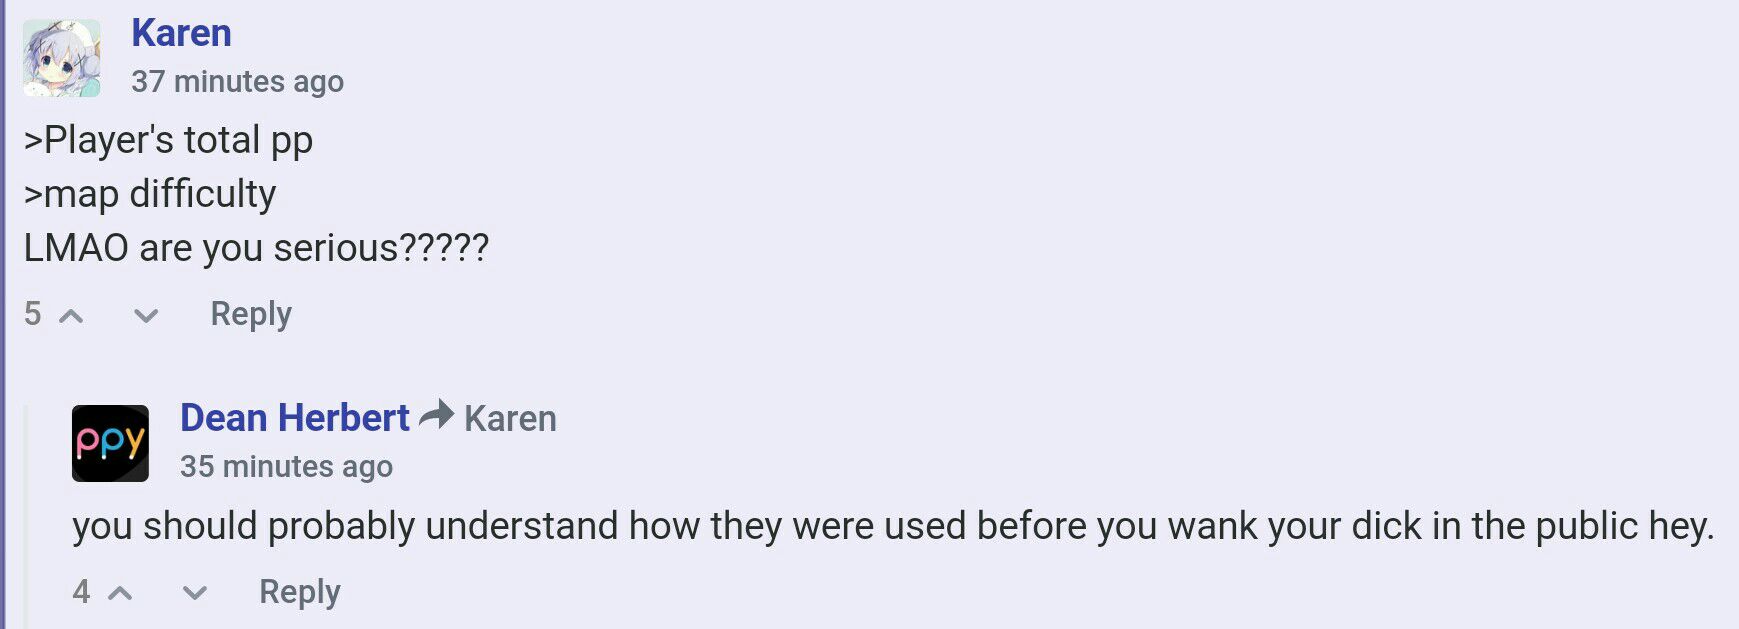 Karen
37 minutes ago
>Player's total pp
>map difficulty
LMAO are you serious?????
5 Reply
Dean Herbert Karen
ppy
35 minutes ago
you should probably understand how they were used before you wank your dick in the public hey.
4 Reply